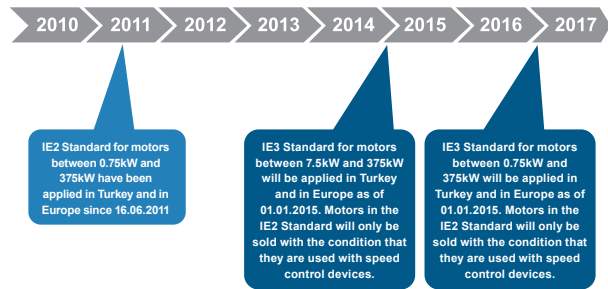 2010 2011 2012 2013 2014 2015 2016 2017
IE2 Standard for motors
between 0.75kW and
375kW have been
applied in Turkey and in
Europe since 16.06.2011
IE3 Standard for motors
between 7.5kW and 375kW
will be applied in Turkey
and in Europe as of
01.01.2015. Motors in the
IE2 Standard will only be
sold with the condition that
they are used with speed
control devices.
IE3 Standard for motors
between 0.75kW and
375kW will be applied in
Turkey and in Europe as of
01.01.2015. Motors in the
IE2 Standard will only be
sold with the condition that
they are used with speed
control devices.